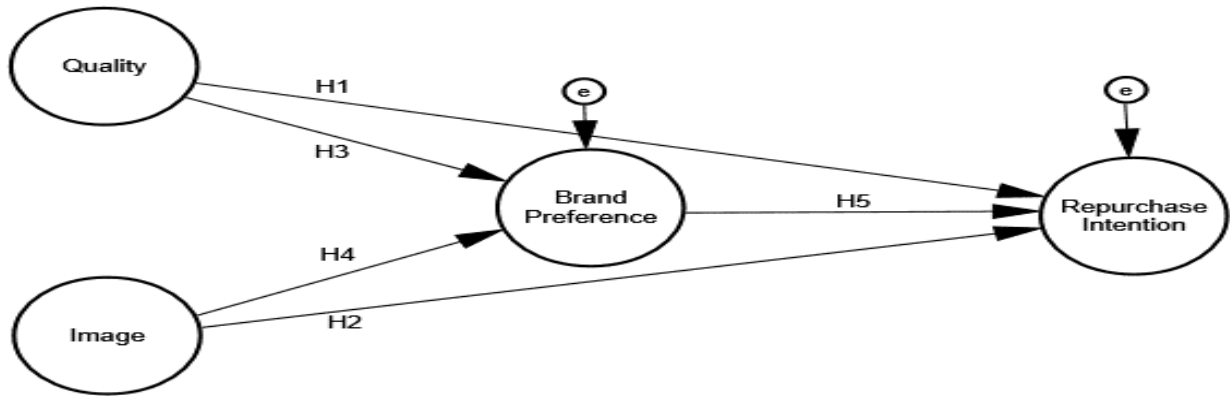 Quality
H1
e
e
H3
Brand
Preference
H5
Repurchase
Intention
H4
Image
H2